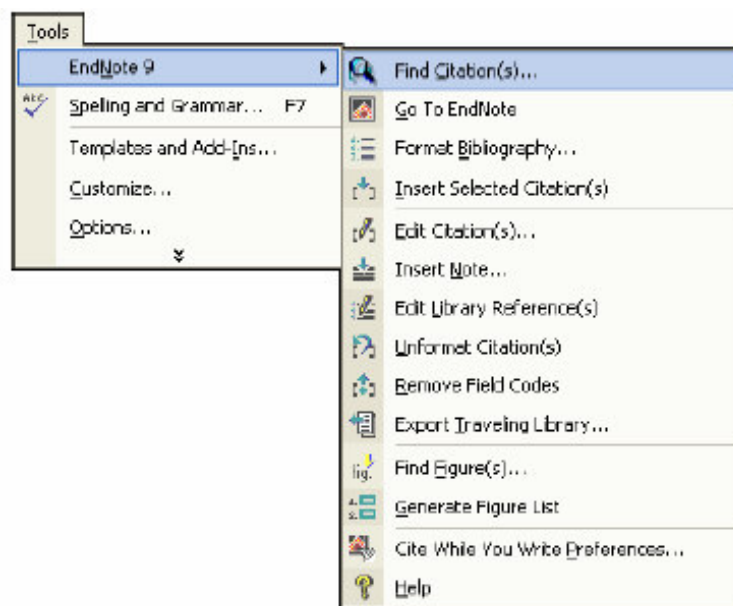 Tools
EndNote 9
Spelling and Grammar... F7
Templates and Add-Ins...
Customize...
Options...
Find Citation(s)...
Go To EndNote
Format Bibliography...
Insert Selected Citation(s)
Edit Citation(s)...
Insert Note...
Edit Library Reference(s)
Unformat Citation(s)
Remove Field Codes
Export Traveling Library...
fig.
Find Figure(s)...
Generate Figure List
Cite While You Write Preferences...
Help